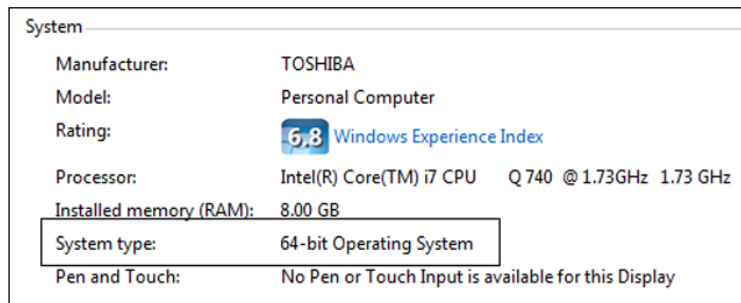 System
Manufacturer: TOSHIBA
Model: Personal Computer
Rating: 6,8 Windows Experience Index
Processor: Intel(R) Core(TM) i7 CPU Q 740 @ 1.73GHz 1.73 GHz
Installed memory (RAM): 8.00 GB
System type: 64-bit Operating System
Pen and Touch: No Pen or Touch Input is available for this Display